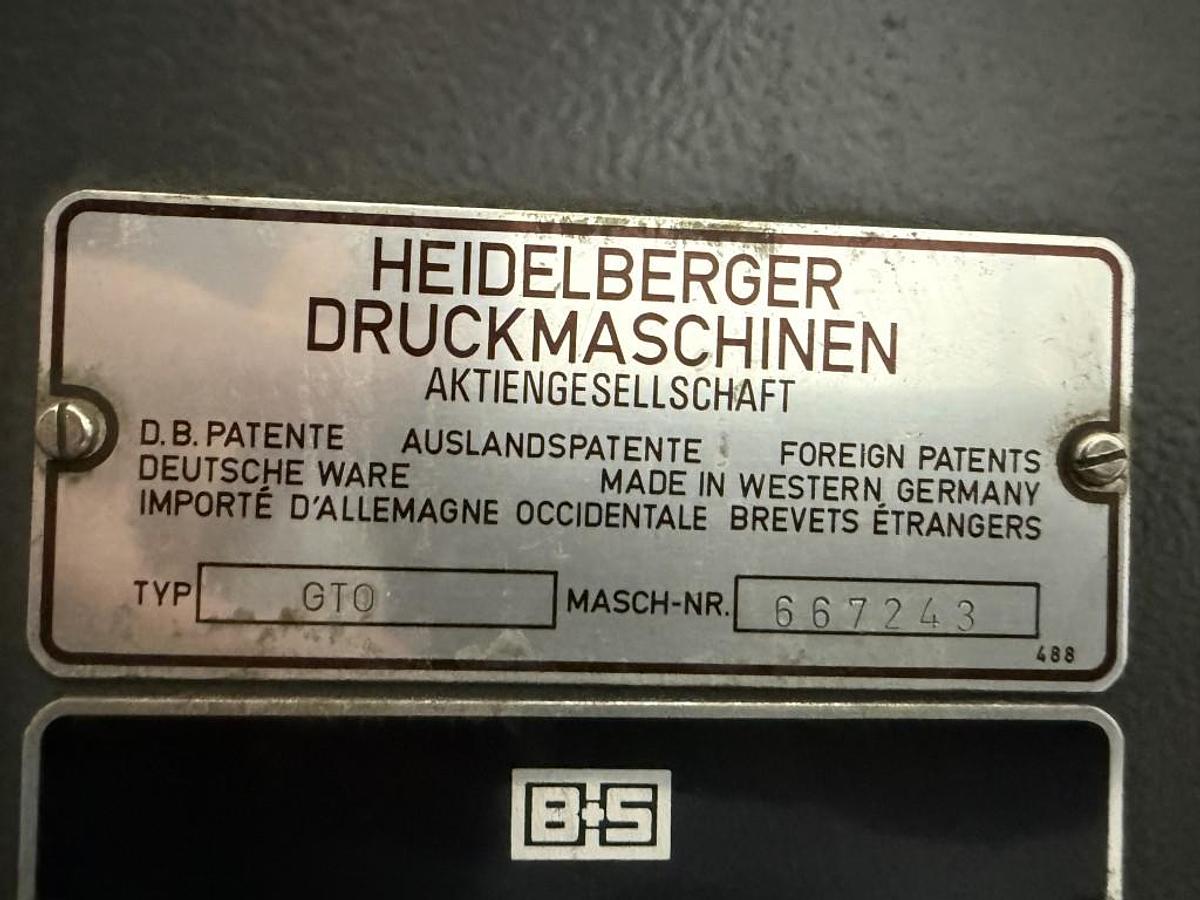 HEIDELBERGER
DRUCKMASCHINEN
AKTIENGESELLSCHAFT
D.B. PATENTE AUSLANDSPATENTE FOREIGN PATENTS
DEUTSCHE WARE MADE IN WESTERN GERMANY
IMPORTÉ D'ALLEMAGNE OCCIDENTALE BREVETS ÉTRANGERS
TYP GTO MASCH-NR. 667243
488
B+S